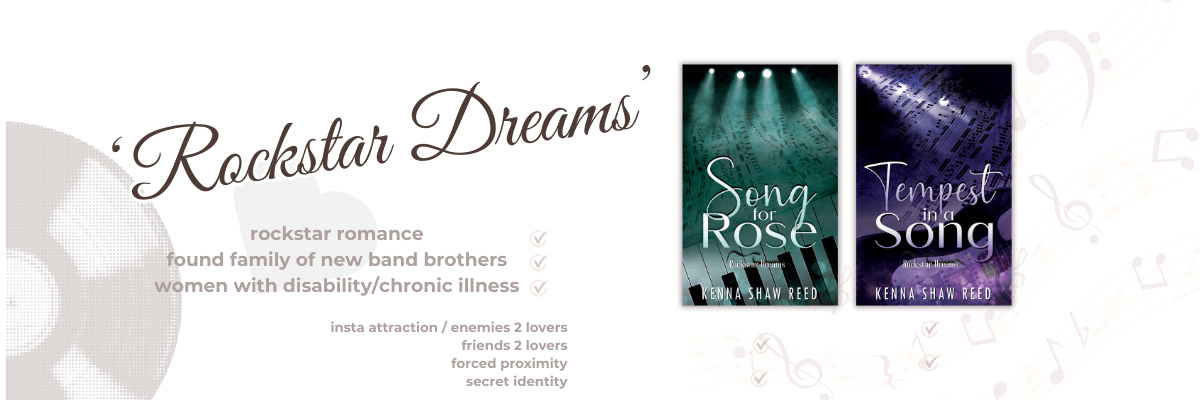 ‘Rockstar Dreams’
rockstar romance
found family of new band brothers
women with disability/chronic illness
insta attraction / enemies 2 lovers
friends 2 lovers
forced proximity
secret identity
Song
for
Rose
Rockstar Dreams
KENNA SHAW REED
Tempest
in a
Song
Rockstar Dreams
KENNA SHAW REED